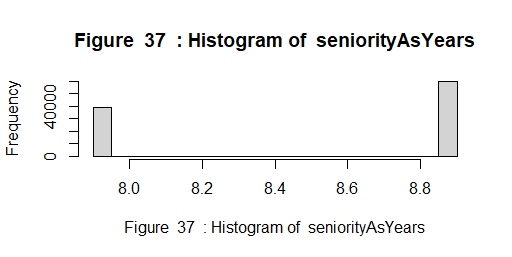 Figure 37 : Histogram of seniorityAsYears
Frequency
40000
0
8.0 8.2 8.4 8.6 8.8
Figure 37 : Histogram of seniorityAsYears